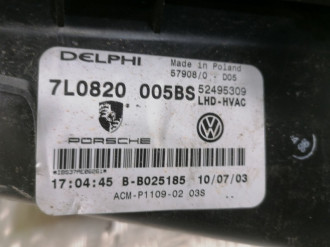 DELPHI
Made in Poland
57908/0 - D05
7L0820 005BS
52495309
LHD-HVAC
PORSCHE
17:04:45 B-B025185 10/07/03
ACM-P1109-02 03S